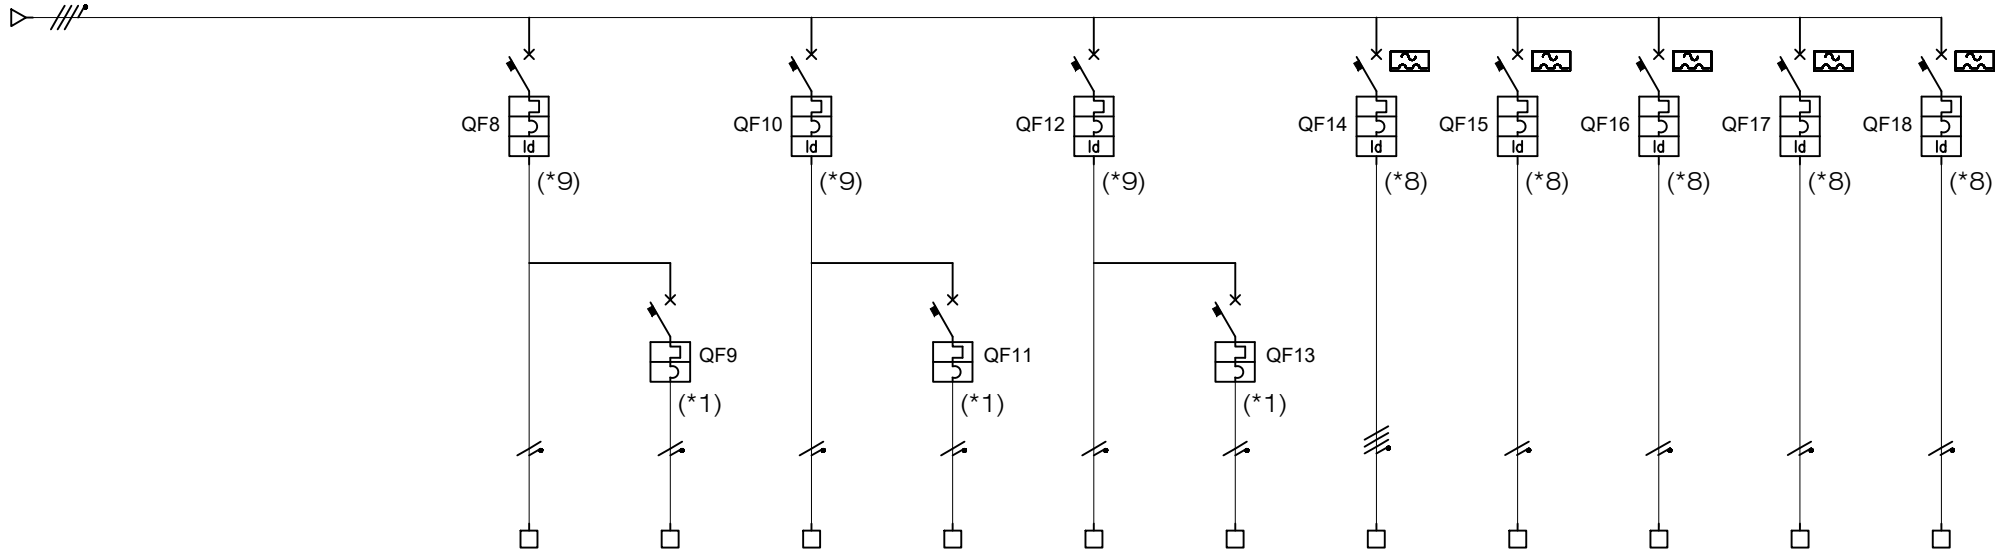 QF8 QF10 QF12 QF14 QF15 QF16 QF17 QF18
Id Id Id Id Id Id Id Id
(*9) (*9) (*9) (*8) (*8) (*8) (*8) (*8)
QF9 QF11 QF13
(*1) (*1) (*1)